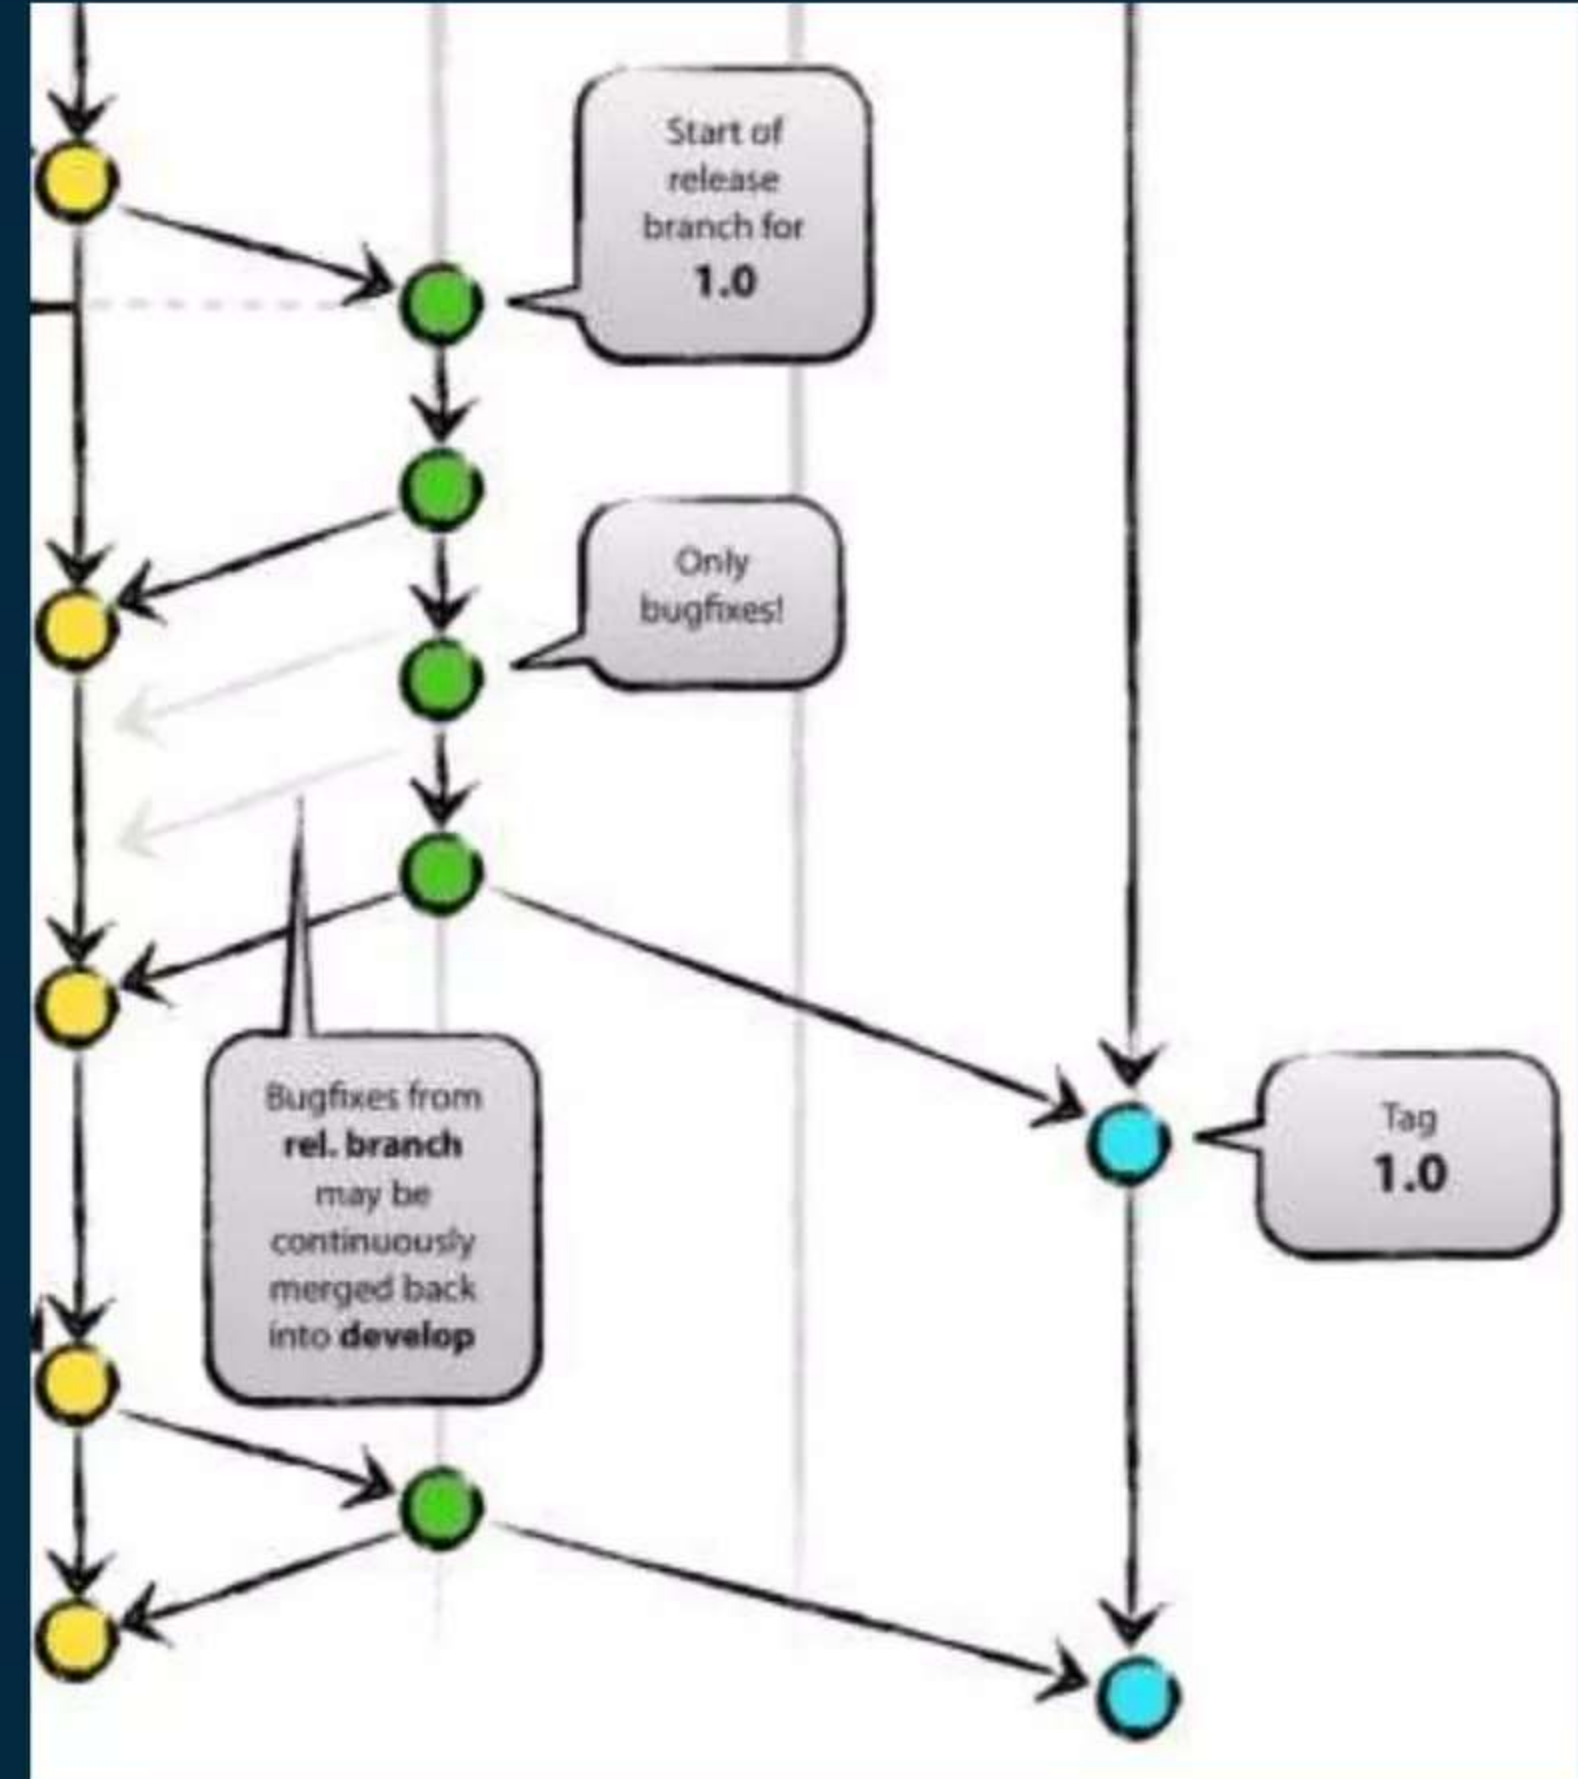 Start of
release
branch for
1.0
Only
bugfixes!
Bugfixes from
rel. branch
may be
continuously
merged back
into develop
Tag
1.0